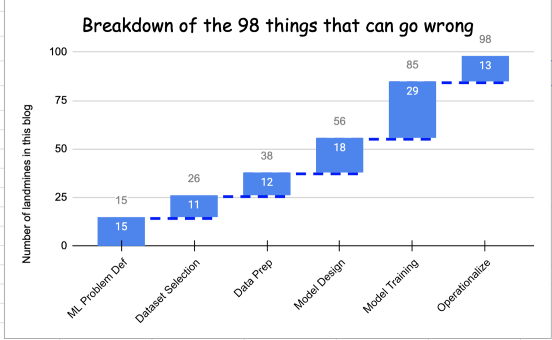 Breakdown of the 98 things that can go wrong
Number of landmines in this blog
100
75
50
25
0
15
26
38
56
85
98
15
11
12
18
29
13
ML Problem Def
Dataset Selection
Data Prep
Model Design
Model Training
Operationalize